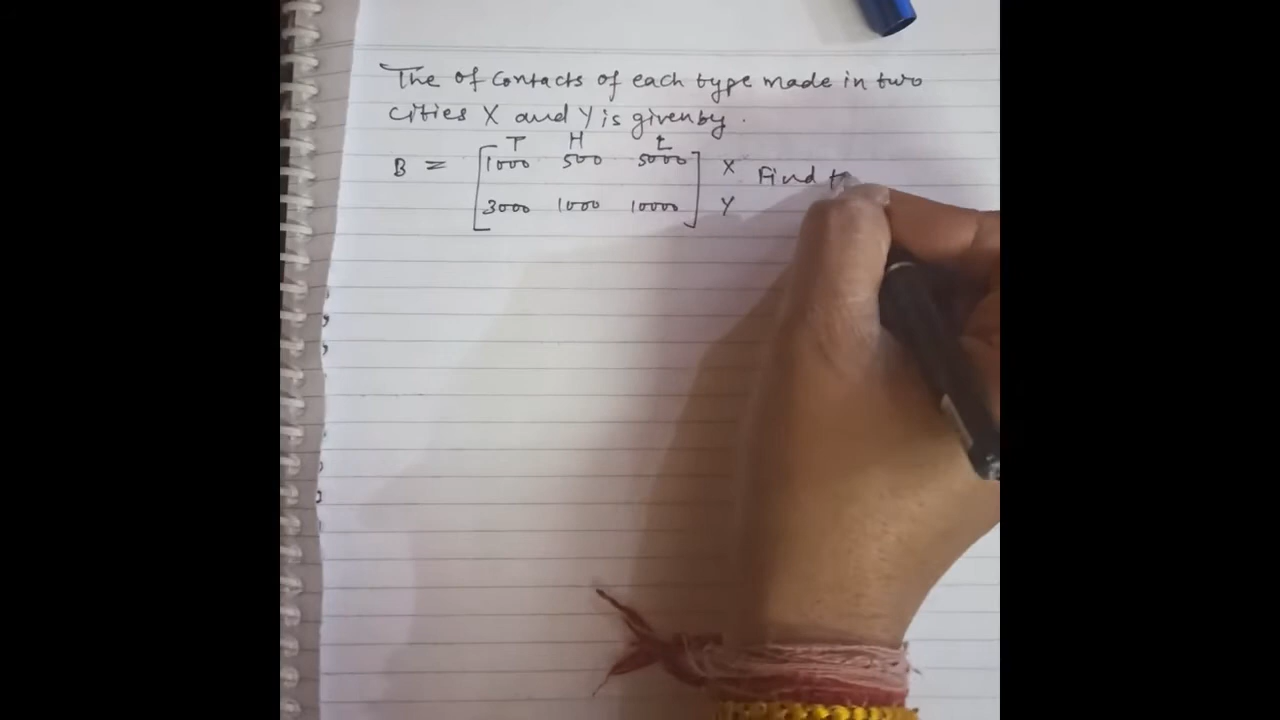 The of contacts of each type made in two
cities X and Y is given by.
T H L
B = [1000 500 5000] X Find
[3000 1000 10000] Y